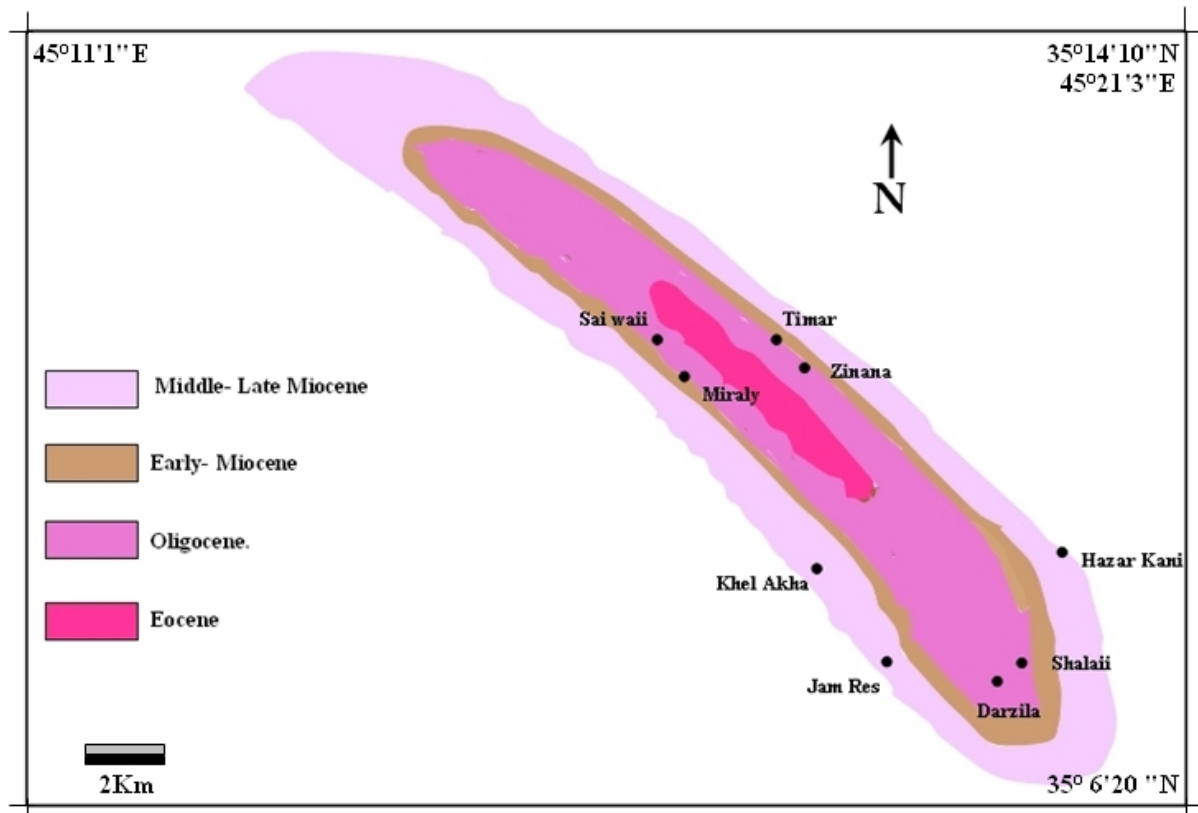 45°11'1"E
35°14'10"N
45°21'3"E
N
Sai waii
Timar
Zinana
Miraly
Middle- Late Miocene
Early- Miocene
Oligocene.
Eocene
Hazar Kani
Khel Akha
Shalaii
Jam Res
Darzila
2Km
35° 6'20 "N